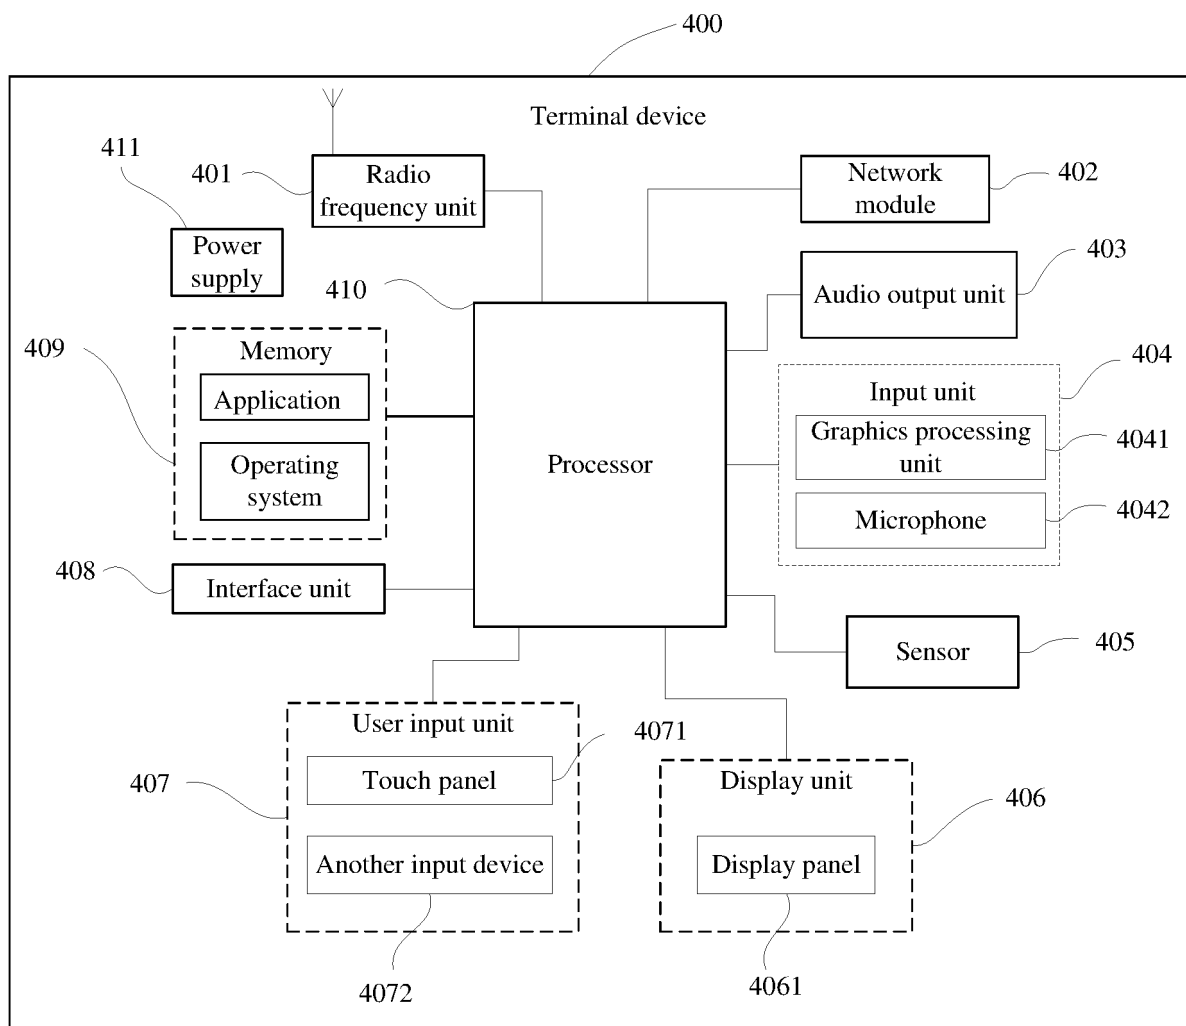 400
Terminal device
411
401
Radio
frequency unit
Network
module
402
Power
supply
403
410
Audio output unit
409
Memory
404
Application
Input unit
Graphics processing
unit
4041
Operating
system
Processor
Microphone
4042
408
Interface unit
Sensor
405
User input unit
4071
407
Touch panel
Display unit
406
Another input device
Display panel
4072
4061